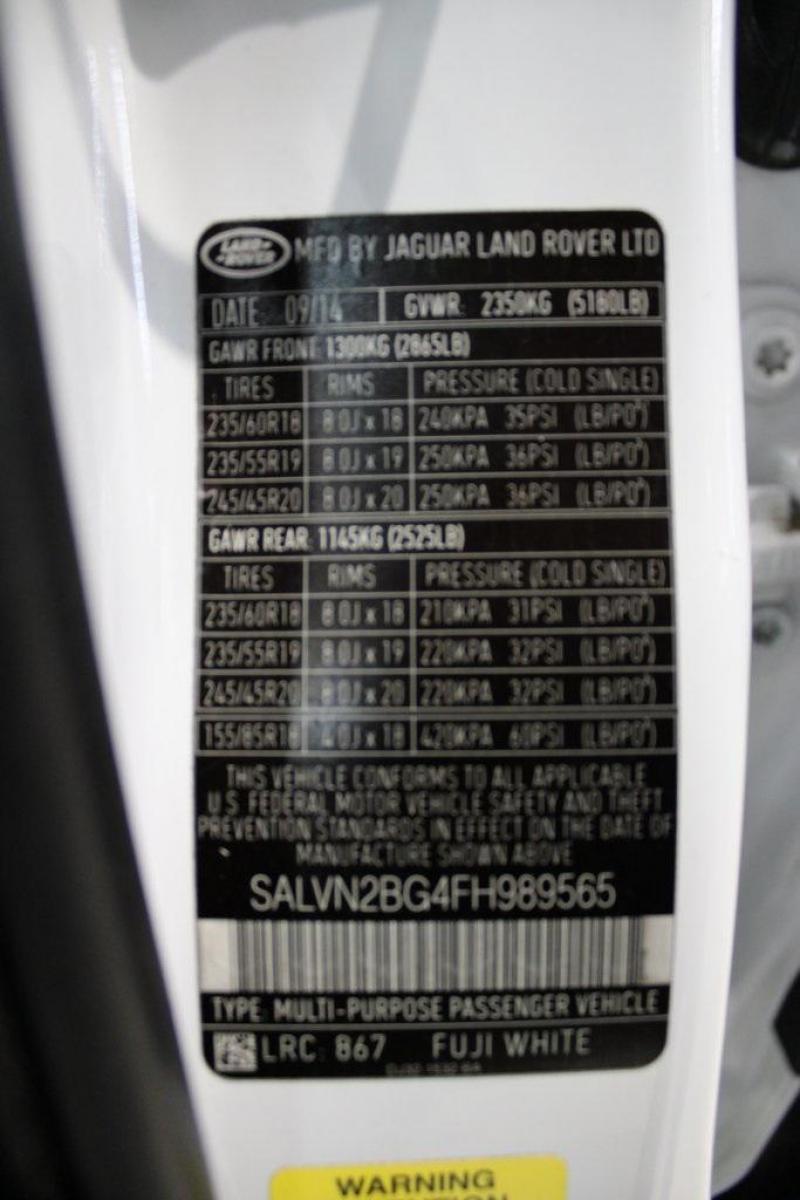 LAND ROVER MFD BY JAGUAR LAND ROVER LTD
DATE 09/14 GVWR 2350KG (5180LB)
GAWR FRONT 1300KG (2865LB)
TIRES RIMS PRESSURE (COLD SINGLE)
235/60R18 8.0J x 18 240KPA 35PSI (LB/PO²)
235/55R19 8.0J x 19 250KPA 36PSI (LB/PO²)
245/45R20 8.0J x 20 250KPA 36PSI (LB/PO²)
GAWR REAR 1145KG (2525LB)
TIRES RIMS PRESSURE (COLD SINGLE)
235/60R18 8.0J x 18 210KPA 31PSI (LB/PO²)
235/55R19 8.0J x 19 220KPA 32PSI (LB/PO²)
245/45R20 8.0J x 20 220KPA 32PSI (LB/PO²)
155/85R18 4.0J x 18 420KPA 60PSI (LB/PO²)
THIS VEHICLE CONFORMS TO ALL APPLICABLE
U.S. FEDERAL MOTOR VEHICLE SAFETY AND THEFT
PREVENTION STANDARDS IN EFFECT ON THE DATE OF
MANUFACTURE SHOWN ABOVE
SALVN2BG4FH989565
TYPE: MULTI-PURPOSE PASSENGER VEHICLE
LRC: 867 FUJI WHITE
WARNING